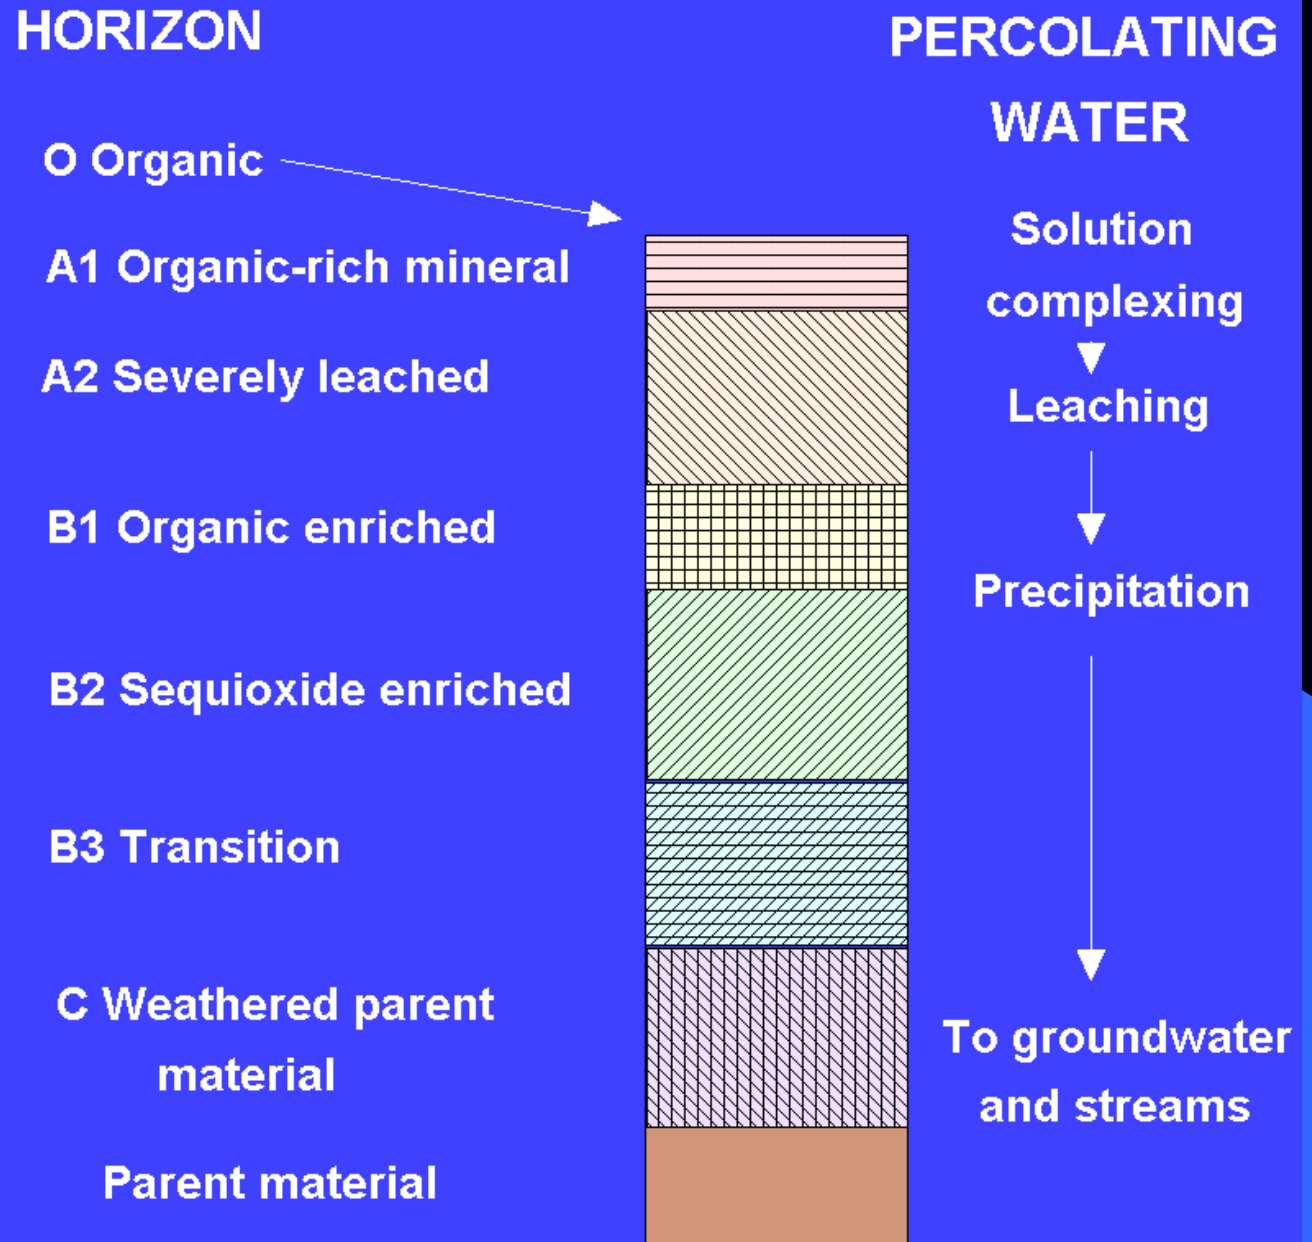 HORIZON
O Organic
A1 Organic-rich mineral
A2 Severely leached
B1 Organic enriched
B2 Sequioxide enriched
B3 Transition
C Weathered parent
material
Parent material
PERCOLATING
WATER
Solution
complexing
Leaching
Precipitation
To groundwater
and streams